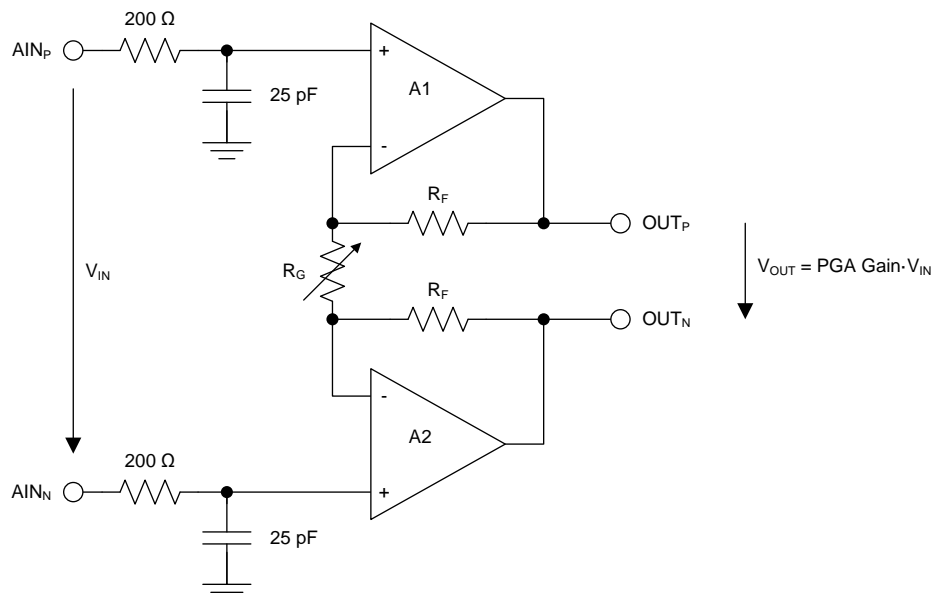 200 Ω
AINP
+
A1
25 pF
-
RF
OUTP
VIN
RG
VOUT = PGA Gain·VIN
RF
OUTN
-
A2
200 Ω
AINN
+
25 pF